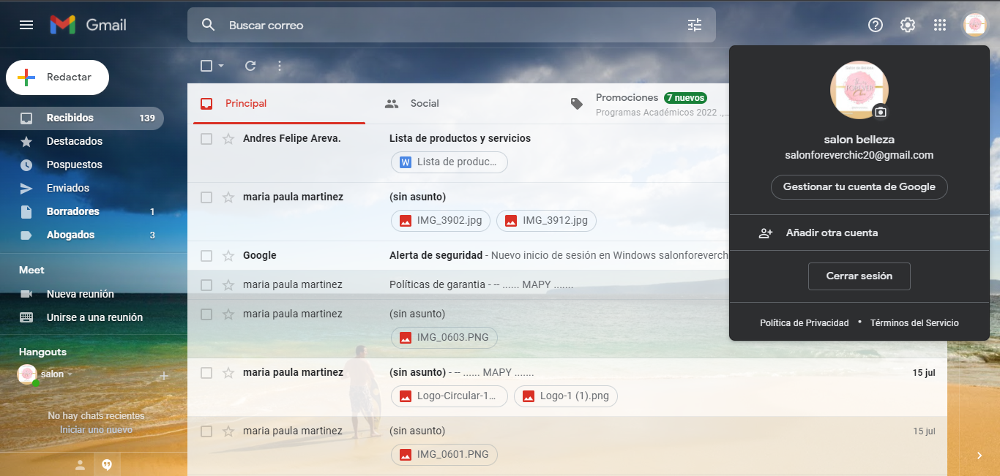 Gmail
Buscar correo
Redactar
Recibidos 139
Destacados
Pospuestos
Enviados
Borradores 1
Abogados 3
Meet
Nueva reunión
Unirse a una reunión
Hangouts
salon
No hay chats recientes
Iniciar uno nuevo
Principal
Social
Promociones 7 nuevos
Programas Académicos 2022 .,...
Andres Felipe Areva. Lista de productos y servicios
W Lista de produc...
maria paula martinez (sin asunto)
IMG_3902.jpg IMG_3912.jpg
Google Alerta de seguridad - Nuevo inicio de sesión en Windows salonforeverch
maria paula martinez Políticas de garantia - -- ...... MAPY .......
maria paula martinez (sin asunto)
IMG_0603.PNG
maria paula martinez (sin asunto) - -- ...... MAPY ....... 15 jul
Logo-Circular-1... Logo-1 (1).png
maria paula martinez (sin asunto) 15 jul
IMG_0601.PNG
salon belleza
salonforeverchic20@gmail.com
Gestionar tu cuenta de Google
Añadir otra cuenta
Cerrar sesión
Política de Privacidad • Términos del Servicio